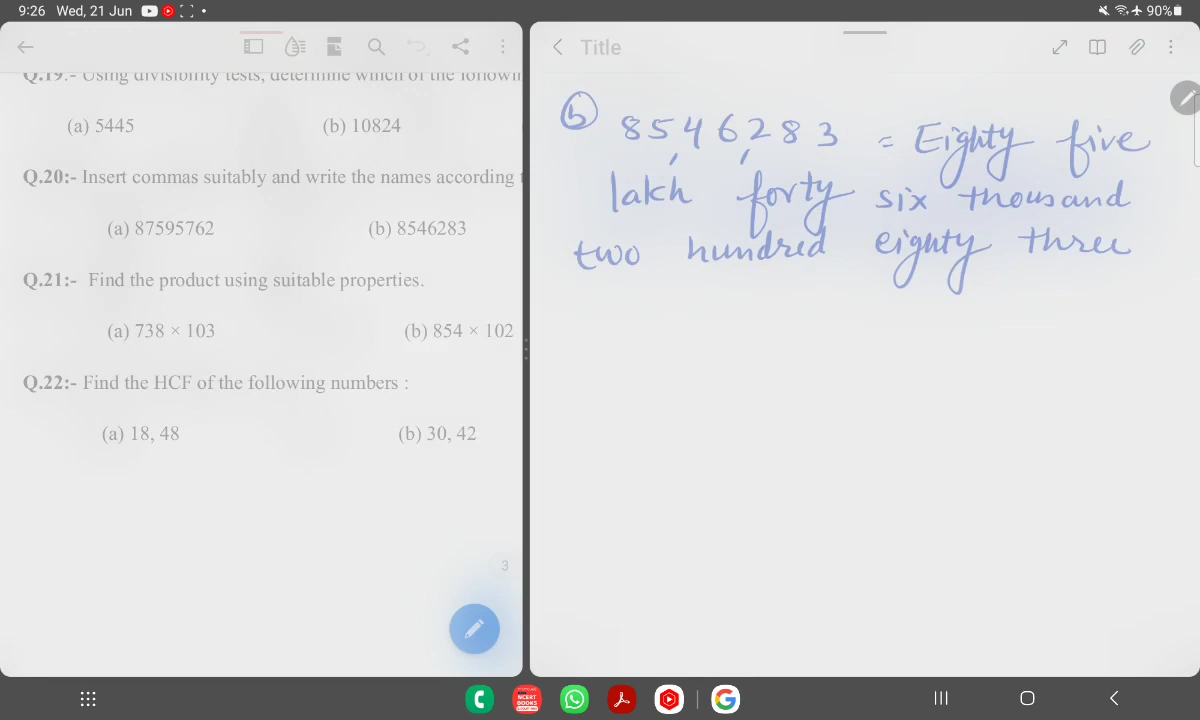 9:26 Wed, 21 Jun
90%
Title
Q.19.- Using divisibility tests, determine which of the followin
(a) 5445 (b) 10824
Q.20:- Insert commas suitably and write the names according
(a) 87595762 (b) 8546283
Q.21:- Find the product using suitable properties.
(a) 738 × 103 (b) 854 × 102
Q.22:- Find the HCF of the following numbers :
(a) 18, 48 (b) 30, 42
3
(b) 85,46,283 = Eighty five
lakh forty six thousand
two hundred eighty three
NCERT
BOOKS